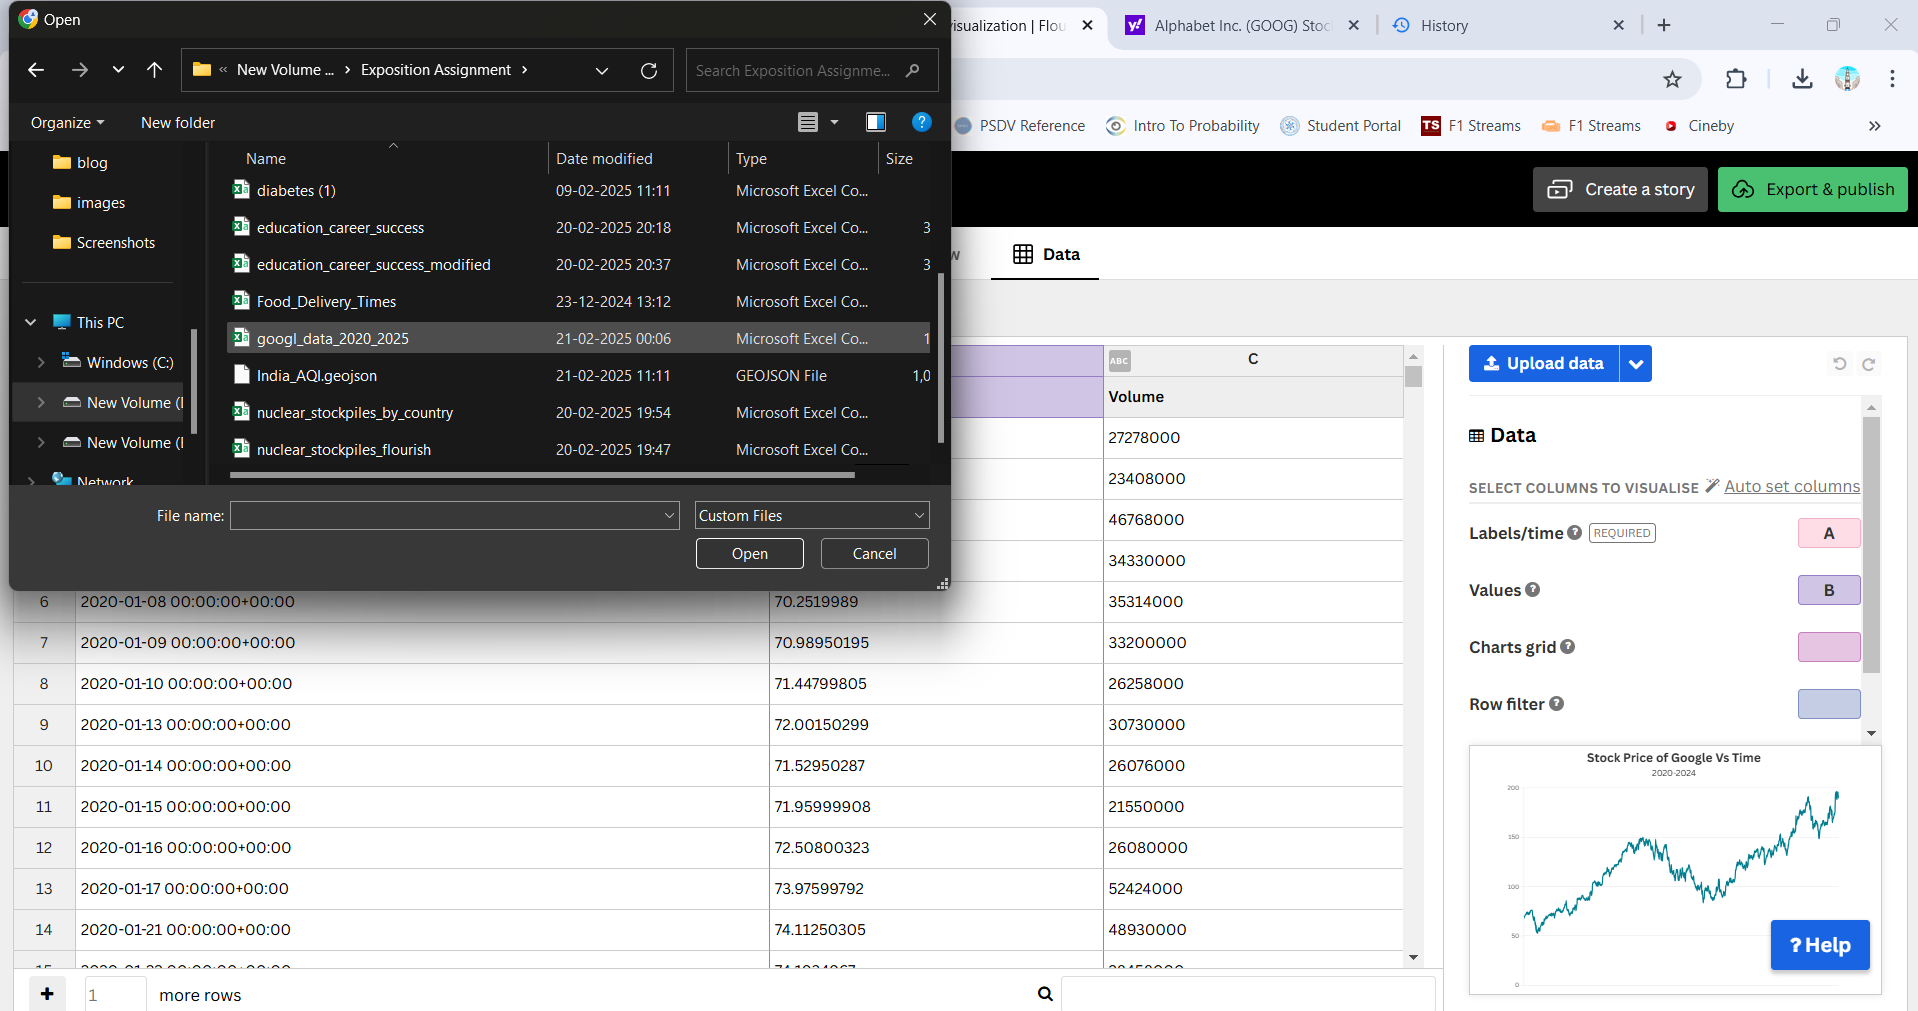 Open
New Volume ... › Exposition Assignment ›
Search Exposition Assignme...
Organize
New folder
blog
images
Screenshots
This PC
Windows (C:)
New Volume (
New Volume (
Network
Name
Date modified
Type
Size
diabetes (1)
09-02-2025 11:11
Microsoft Excel Co...
education_career_success
20-02-2025 20:18
Microsoft Excel Co...
3
education_career_success_modified
20-02-2025 20:37
Microsoft Excel Co...
3
Food_Delivery_Times
23-12-2024 13:12
Microsoft Excel Co...
googl_data_2020_2025
21-02-2025 00:06
Microsoft Excel Co...
1
India_AQI.geojson
21-02-2025 11:11
GEOJSON File
1,0
nuclear_stockpiles_by_country
20-02-2025 19:54
Microsoft Excel Co...
nuclear_stockpiles_flourish
20-02-2025 19:47
Microsoft Excel Co...
File name:
Custom Files
Open
Cancel
isualization | Flou
Alphabet Inc. (GOOG) Stoc
History
PSDV Reference
Intro To Probability
Student Portal
TS
F1 Streams
F1 Streams
Cineby
Create a story
Export & publish
Data
ABC
C
Volume
27278000
23408000
46768000
34330000
6
2020-01-08 00:00:00+00:00
70.2519989
35314000
7
2020-01-09 00:00:00+00:00
70.98950195
33200000
8
2020-01-10 00:00:00+00:00
71.44799805
26258000
9
2020-01-13 00:00:00+00:00
72.00150299
30730000
10
2020-01-14 00:00:00+00:00
71.52950287
26076000
11
2020-01-15 00:00:00+00:00
71.95999908
21550000
12
2020-01-16 00:00:00+00:00
72.50800323
26080000
13
2020-01-17 00:00:00+00:00
73.97599792
52424000
14
2020-01-21 00:00:00+00:00
74.11250305
48930000
1
more rows
Upload data
Data
SELECT COLUMNS TO VISUALISE
Auto set columns
Labels/time
REQUIRED
A
Values
B
Charts grid
Row filter
Stock Price of Google Vs Time
2020-2024
200
150
100
50
0
? Help